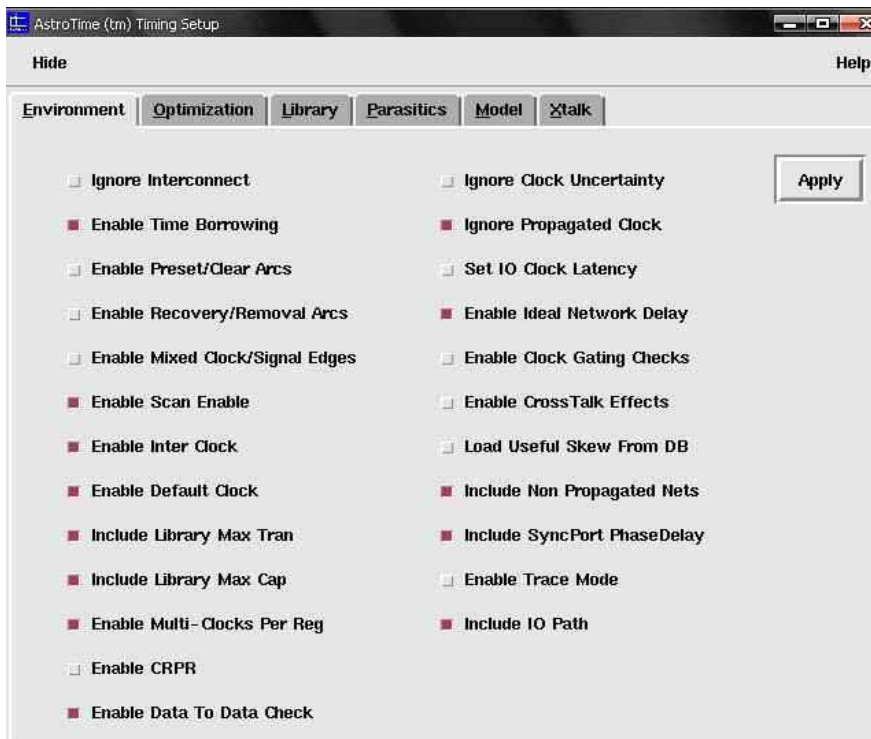 AstroTime (tm) Timing Setup
Hide Help
Environment Optimization Library Parasitics Model Xtalk
Ignore Interconnect
Enable Time Borrowing
Enable Preset/Clear Arcs
Enable Recovery/Removal Arcs
Enable Mixed Clock/Signal Edges
Enable Scan Enable
Enable Inter Clock
Enable Default Clock
Include Library Max Tran
Include Library Max Cap
Enable Multi-Clocks Per Reg
Enable CRPR
Enable Data To Data Check
Ignore Clock Uncertainty
Ignore Propagated Clock
Set IO Clock Latency
Enable Ideal Network Delay
Enable Clock Gating Checks
Enable CrossTalk Effects
Load Useful Skew From DB
Include Non Propagated Nets
Include SyncPort PhaseDelay
Enable Trace Mode
Include IO Path
Apply